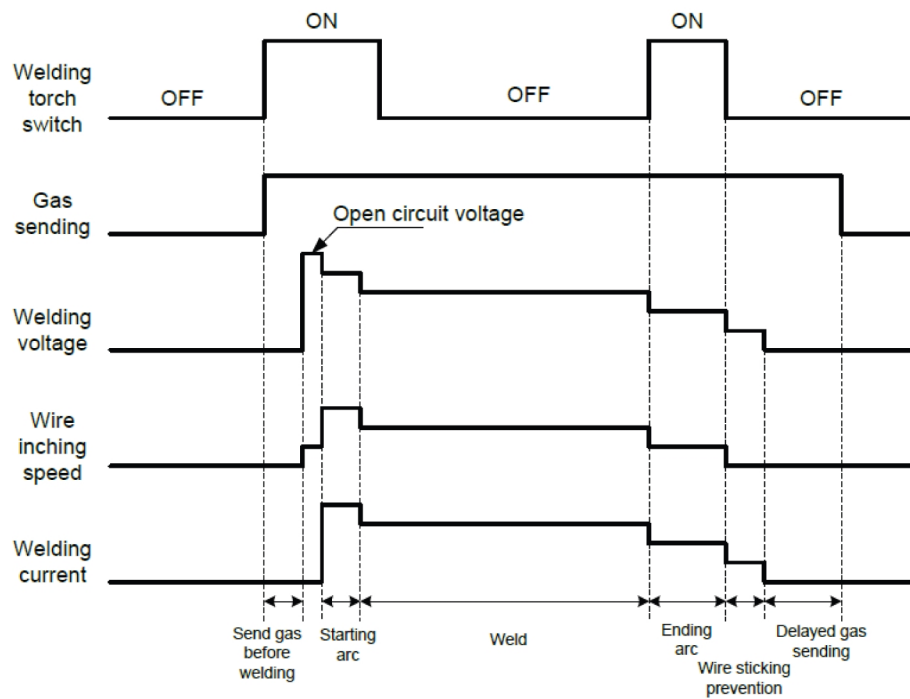 ON
ON
Welding
torch
switch
OFF
OFF
OFF
Gas
sending
Open circuit voltage
Welding
voltage
Wire
inching
speed
Welding
current
Send gas
before
welding
Starting
arc
Weld
Ending
arc
Wire sticking
prevention
Delayed gas
sending